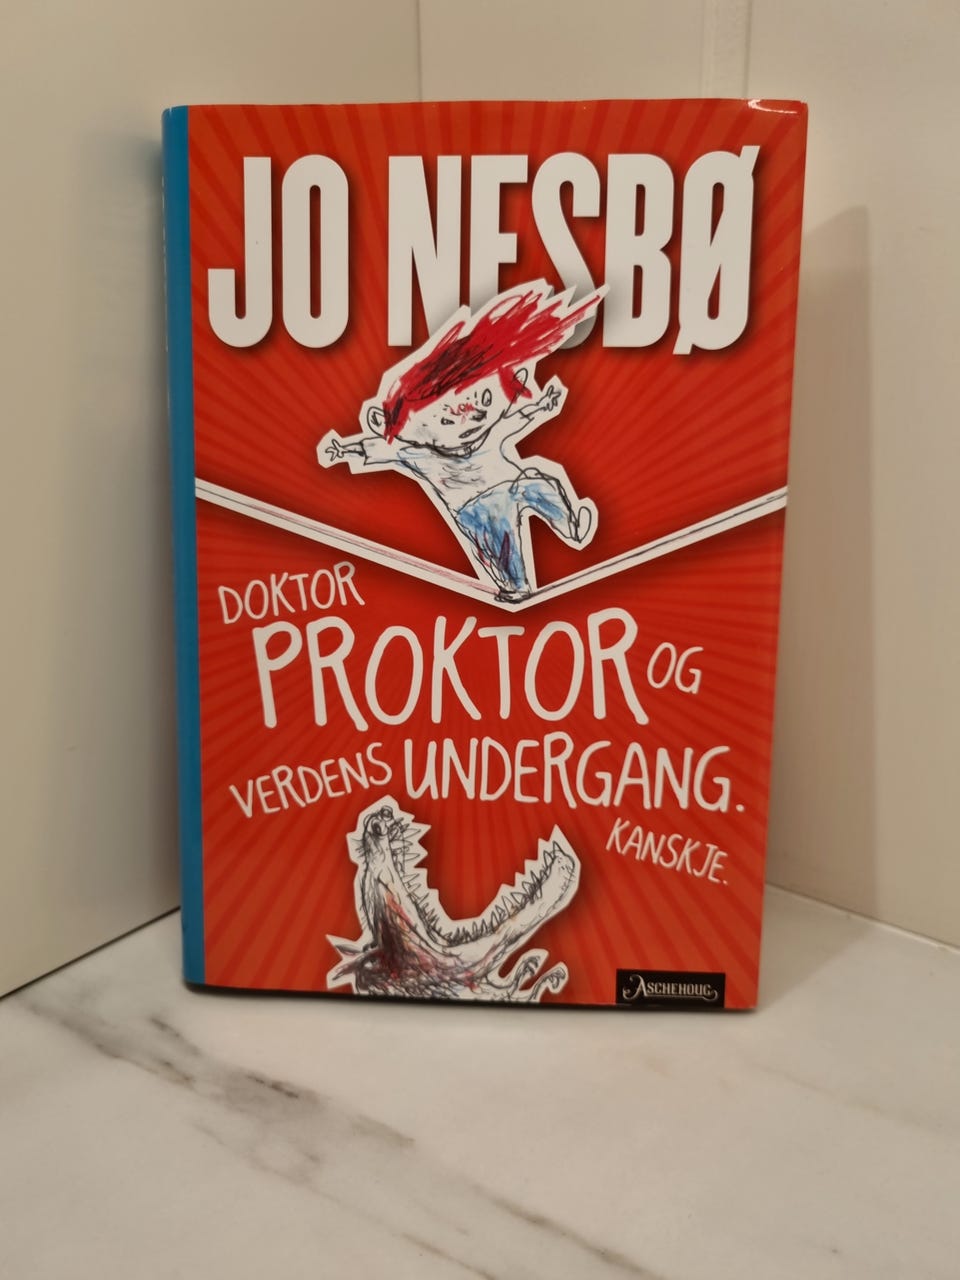 JO NESBØ
DOKTOR
PROKTOR OG
VERDENS UNDERGANG.
KANSKJE.
ASCHEHOUG